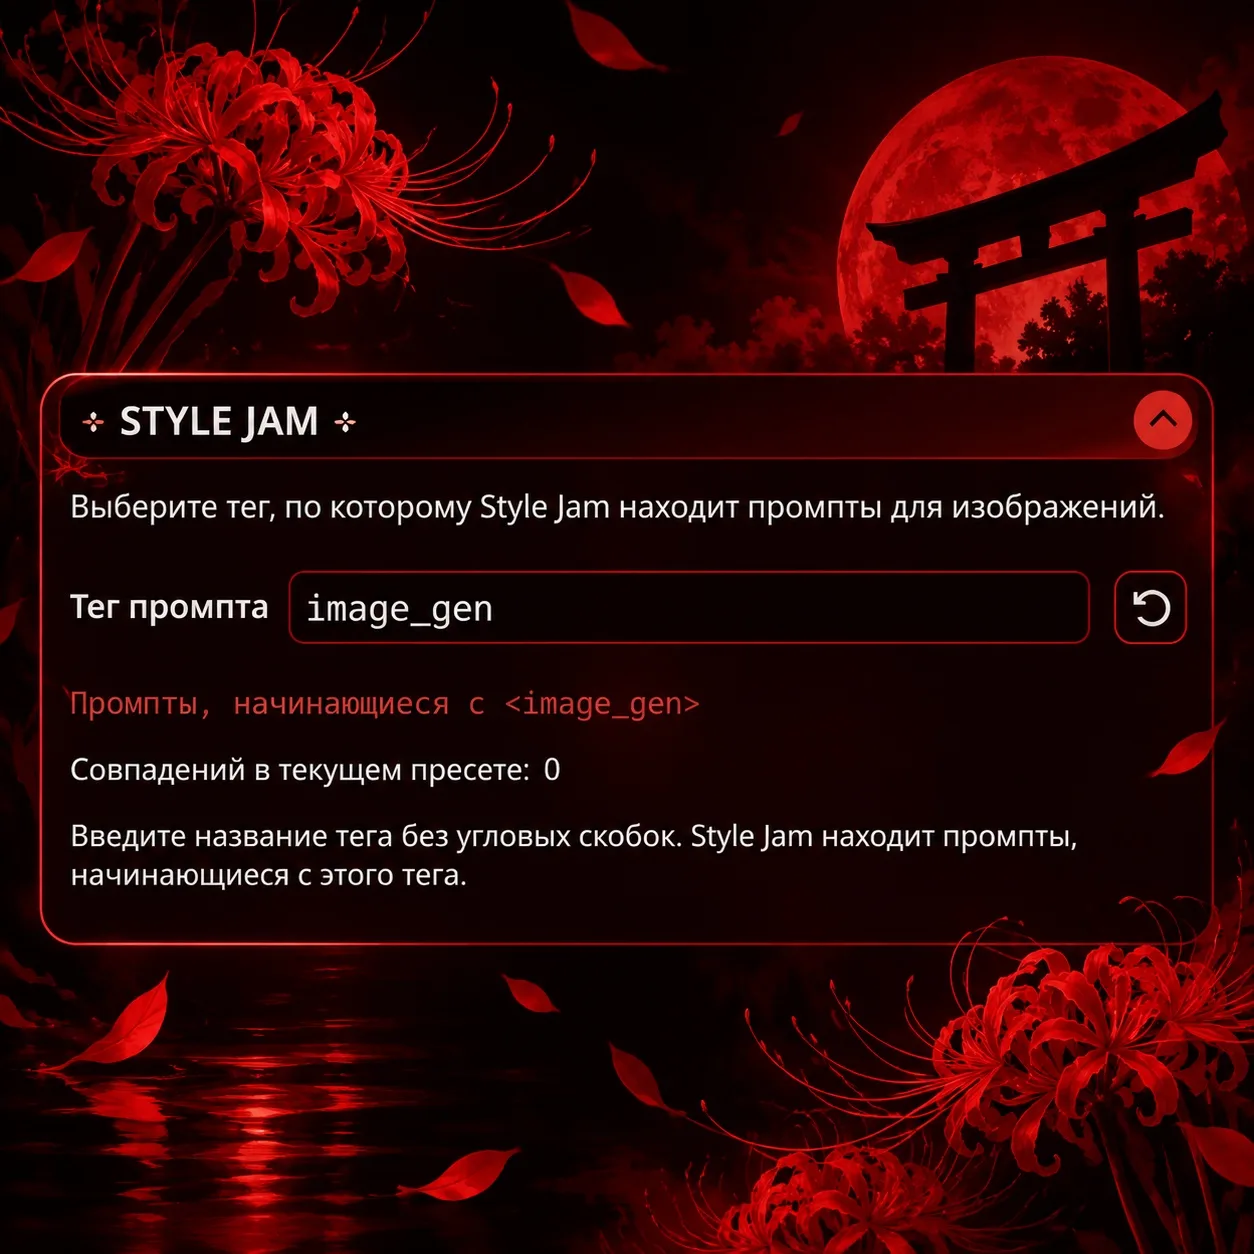 STYLE JAM
Выберите тег, по которому Style Jam находит промпты для изображений.
Тег промпта
image_gen
Промпты, начинающиеся с <image_gen>
Совпадений в текущем пресете: 0
Введите название тега без угловых скобок. Style Jam находит промпты,
начинающиеся с этого тега.